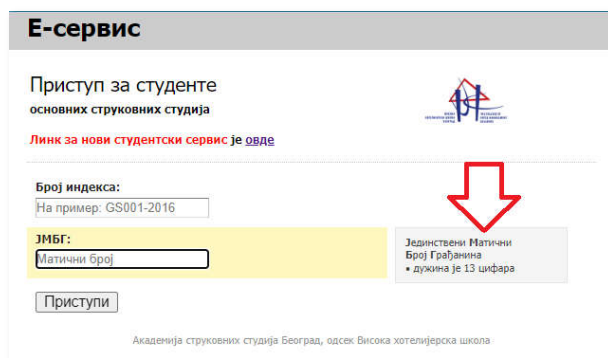 Е-сервис
Приступ за студенте
основних струковних студија
Линк за нови студентски сервис је овде
Број индекса:
На пример: GS001-2016
ЈМБГ:
Матични број
Јединствени Матични
Број Грађанина
▪ дужина је 13 цифара
Приступи
Академија струковних студија Београд, одсек Висока хотелијерска школа